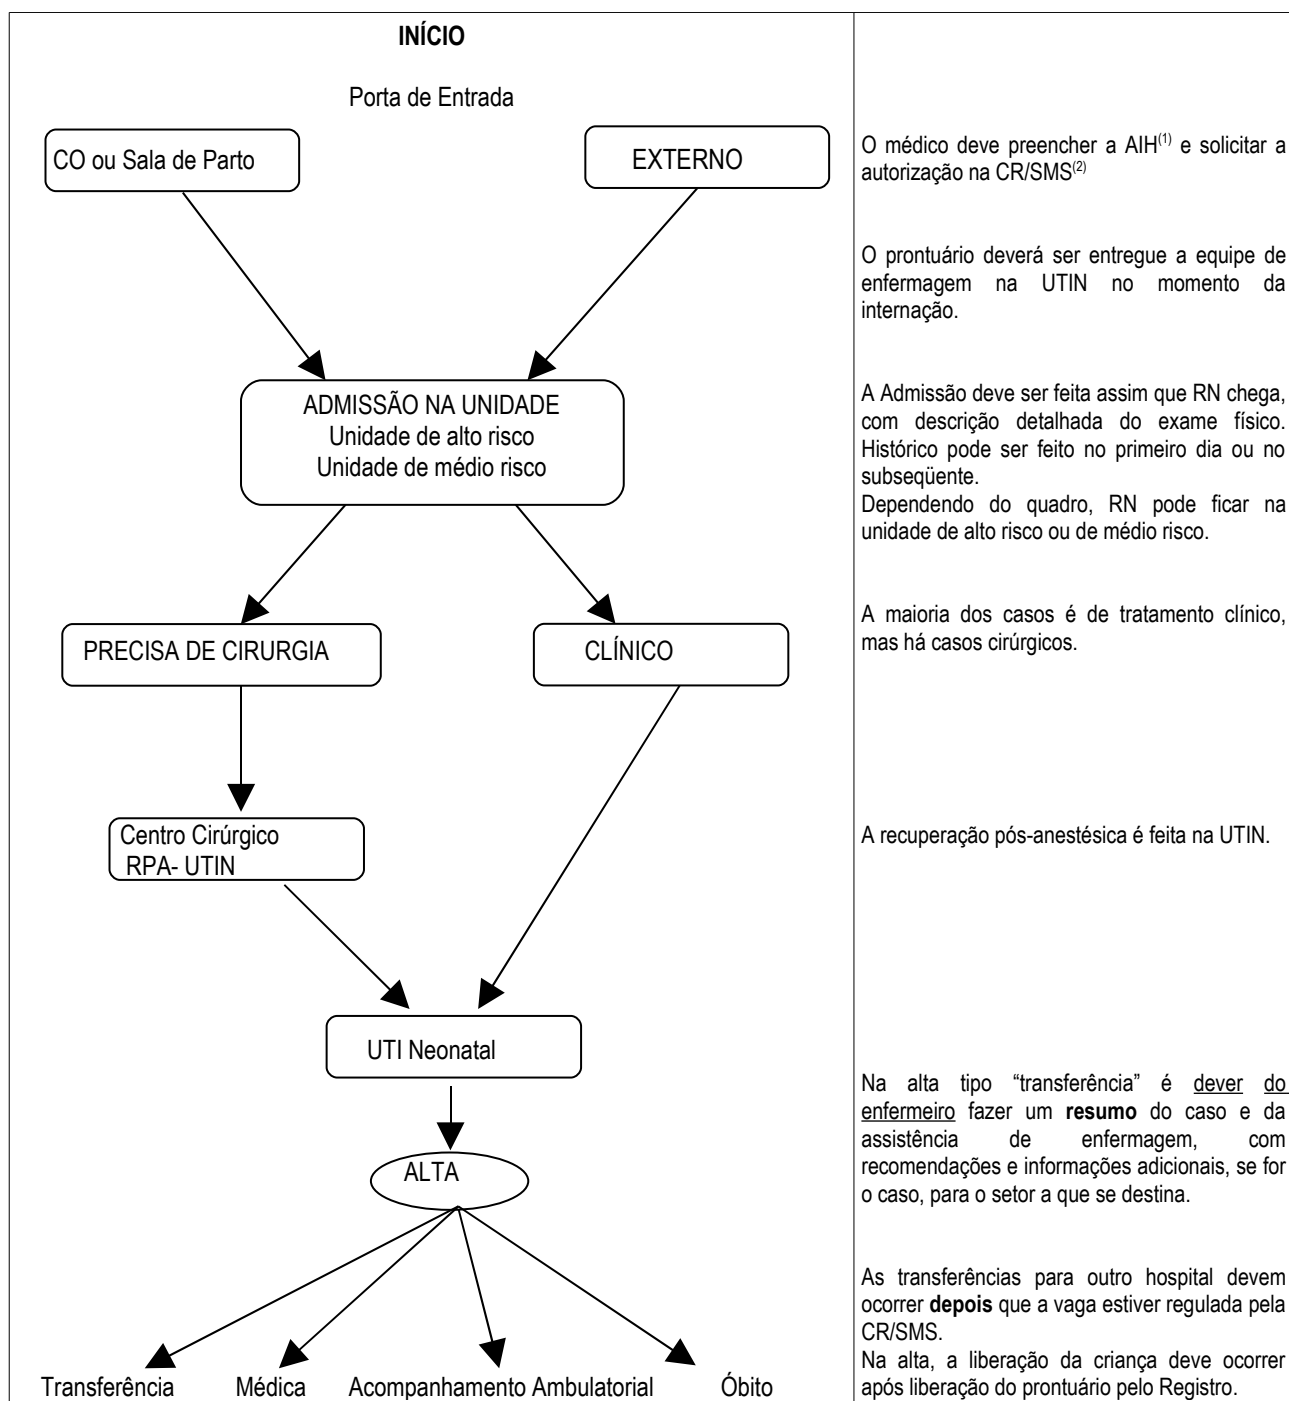 INÍCIO
Porta de Entrada
CO ou Sala de Parto
EXTERNO
O médico deve preencher a AIH(1) e solicitar a
autorização na CR/SMS(2)
O prontuário deverá ser entregue a equipe de
enfermagem na UTIN no momento da
internação.
ADMISSÃO NA UNIDADE
Unidade de alto risco
Unidade de médio risco
A Admissão deve ser feita assim que RN chega,
com descrição detalhada do exame físico.
Histórico pode ser feito no primeiro dia ou no
subseqüente.
Dependendo do quadro, RN pode ficar na
unidade de alto risco ou de médio risco.
PRECISA DE CIRURGIA
CLÍNICO
A maioria dos casos é de tratamento clínico,
mas há casos cirúrgicos.
Centro Cirúrgico
RPA- UTIN
A recuperação pós-anestésica é feita na UTIN.
UTI Neonatal
Na alta tipo “transferência” é dever do
enfermeiro fazer um resumo do caso e da
assistência de enfermagem, com
recomendações e informações adicionais, se for
o caso, para o setor a que se destina.
ALTA
As transferências para outro hospital devem
ocorrer depois que a vaga estiver regulada pela
CR/SMS.
Na alta, a liberação da criança deve ocorrer
após liberação do prontuário pelo Registro.
Transferência
Médica
Acompanhamento Ambulatorial
Óbito